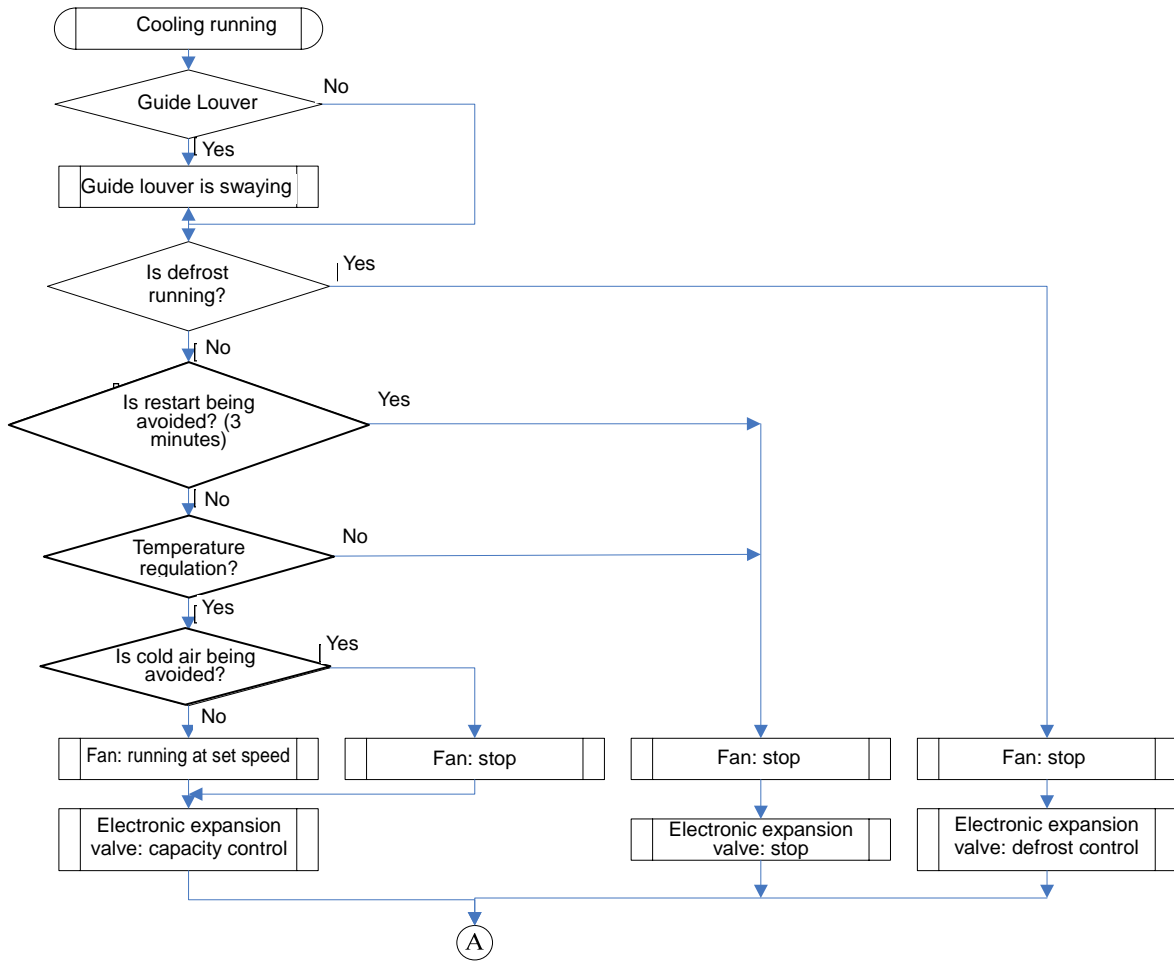 Cooling running
Guide Louver
No
Yes
Guide louver is swaying
Is defrost
running?
Yes
No
Is restart being
avoided? (3
minutes)
Yes
No
Temperature
regulation?
No
Yes
Is cold air being
avoided?
Yes
No
Fan: running at set speed
Fan: stop
Fan: stop
Fan: stop
Electronic expansion
valve: capacity control
Electronic expansion
valve: stop
Electronic expansion
valve: defrost control
A